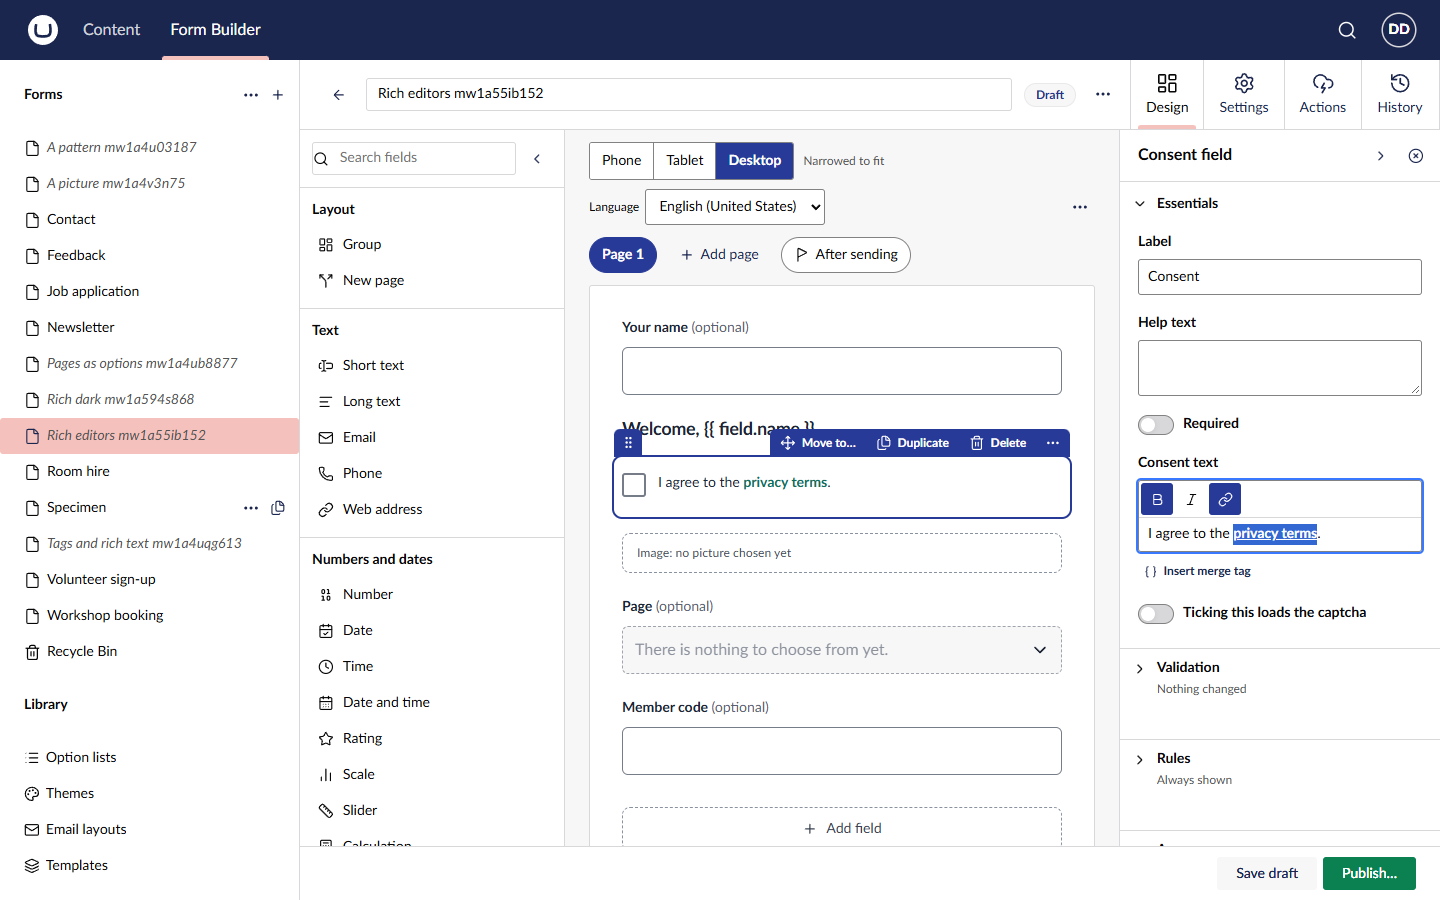 Content
Form Builder
DD
Forms
A pattern mw1a4u03187
A picture mw1a4v3n75
Contact
Feedback
Job application
Newsletter
Pages as options mw1a4ub8877
Rich dark mw1a594s868
Rich editors mw1a55ib152
Room hire
Specimen
Tags and rich text mw1a4uqg613
Volunteer sign-up
Workshop booking
Recycle Bin
Library
Option lists
Themes
Email layouts
Templates
Rich editors mw1a55ib152
Draft
Design
Settings
Actions
History
Search fields
Layout
Group
New page
Text
Short text
Long text
Email
Phone
Web address
Numbers and dates
Number
Date
Time
Date and time
Rating
Scale
Slider
Calculation
Phone
Tablet
Desktop
Narrowed to fit
Language
English (United States)
Page 1
Add page
After sending
Your name (optional)
Welcome, {{ field.name }}
Move to...
Duplicate
Delete
I agree to the privacy terms.
Image: no picture chosen yet
Page (optional)
There is nothing to choose from yet.
Member code (optional)
Add field
Consent field
Essentials
Label
Consent
Help text
Required
Consent text
B
I
I agree to the privacy terms.
{ } Insert merge tag
Ticking this loads the captcha
Validation
Nothing changed
Rules
Always shown
Save draft
Publish...